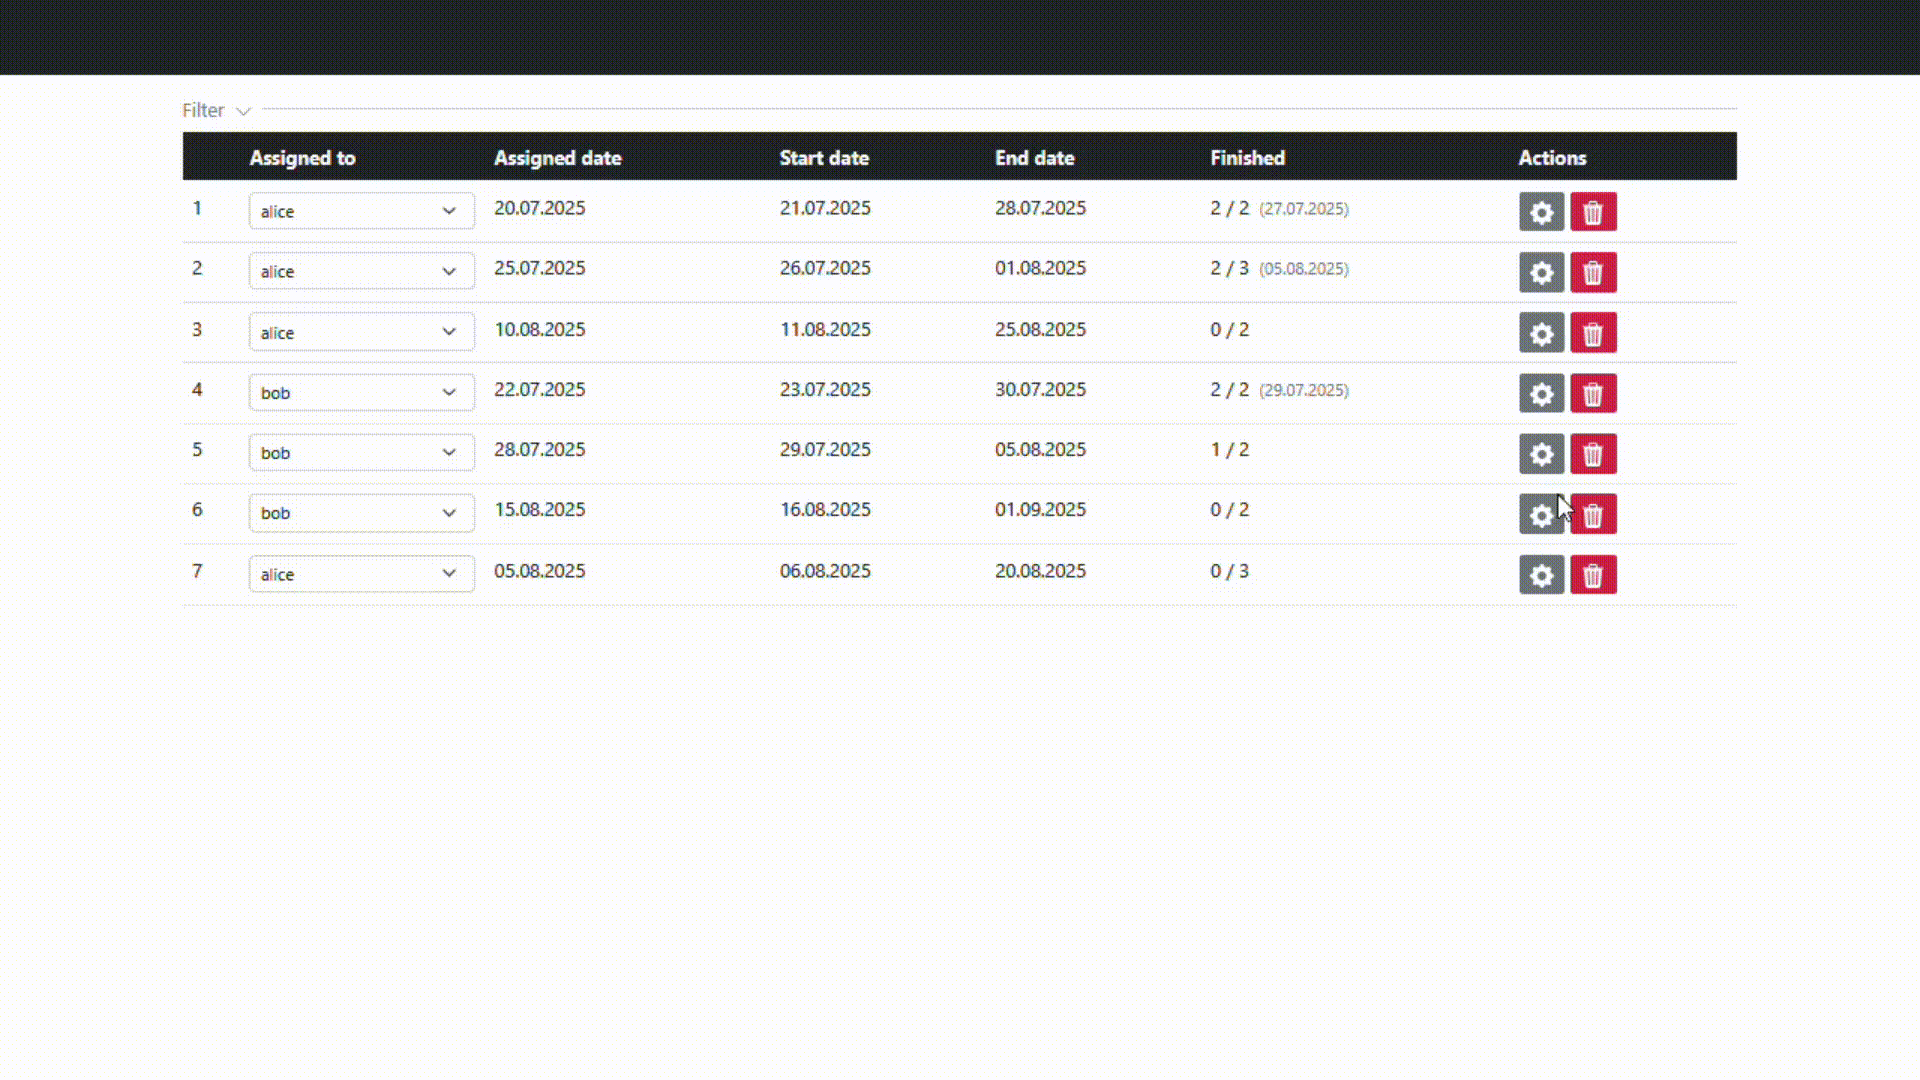 Filter
Assigned to Assigned date Start date End date Finished Actions
1 alice 20.07.2025 21.07.2025 28.07.2025 2 / 2 (27.07.2025)
2 alice 25.07.2025 26.07.2025 01.08.2025 2 / 3 (05.08.2025)
3 alice 10.08.2025 11.08.2025 25.08.2025 0 / 2
4 bob 22.07.2025 23.07.2025 30.07.2025 2 / 2 (29.07.2025)
5 bob 28.07.2025 29.07.2025 05.08.2025 1 / 2
6 bob 15.08.2025 16.08.2025 01.09.2025 0 / 2
7 alice 05.08.2025 06.08.2025 20.08.2025 0 / 3